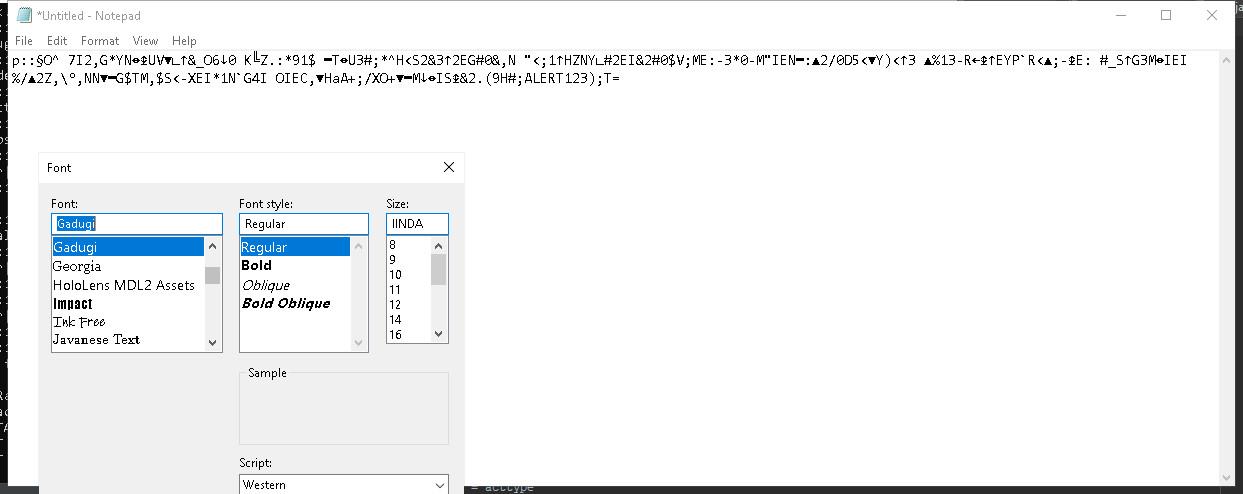 *Untitled - Notepad
File Edit Format View Help
p::§O^ 7I2,G*YN⬘⇭UV▼∟↑&_O6↓0 K╚Z.:*91$ ━T⬘U3#;*^H<S2&3↑2EG#0&,N "<;1↑HZNY∟#2EI&2#0$V;ME:-3*0-M"IEN━:▲2/0D5<▼Y)<↑3 ▲%13-R←⇭↑EYP`R<▲;-⇭E: #_S↑G3M⬘IEI
%/▲2Z,\°,NN▼━G$TM,$S<-XEI*1N`G4I OIEC,▼HaA+;/XO+▼━M↓⬘IS⇭&2.(9H#;ALERT123);T=
Font
Font: Font style: Size:
Gadugi Regular IINDA
Gadugi Regular 8
Georgia Bold 9
HoloLens MDL2 Assets Oblique 10
Impact Bold Oblique 11
Ink Free 12
Javanese Text 14
16
Sample
Script:
Western
= acttype